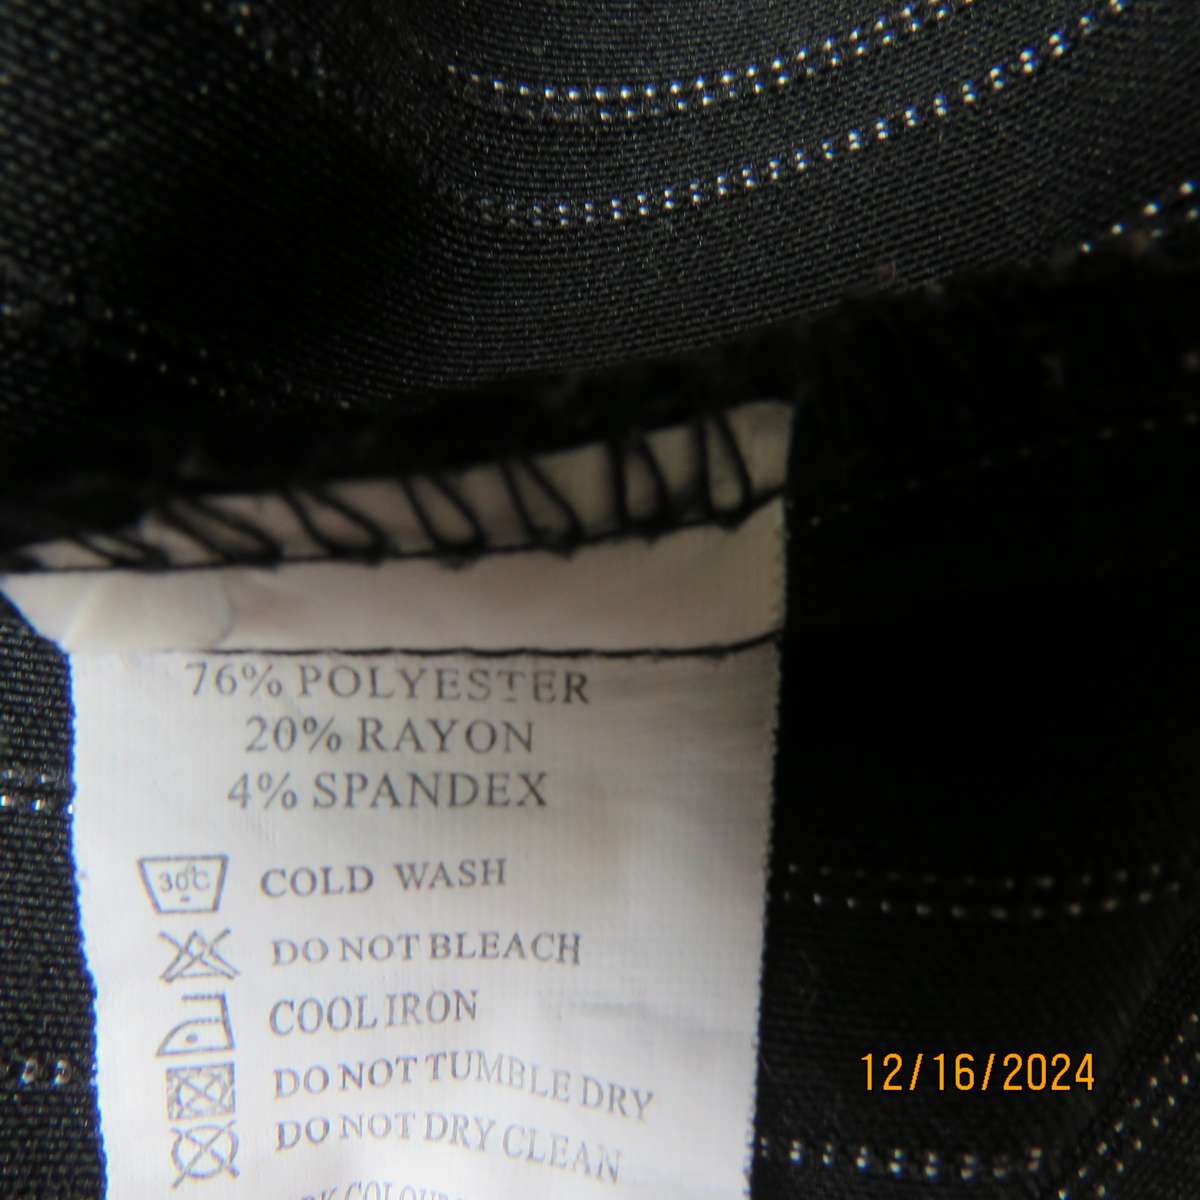 76% POLYESTER
20% RAYON
4% SPANDEX
30°C COLD WASH
DO NOT BLEACH
COOL IRON
DO NOT TUMBLE DRY
DO NOT DRY CLEAN
12/16/2024